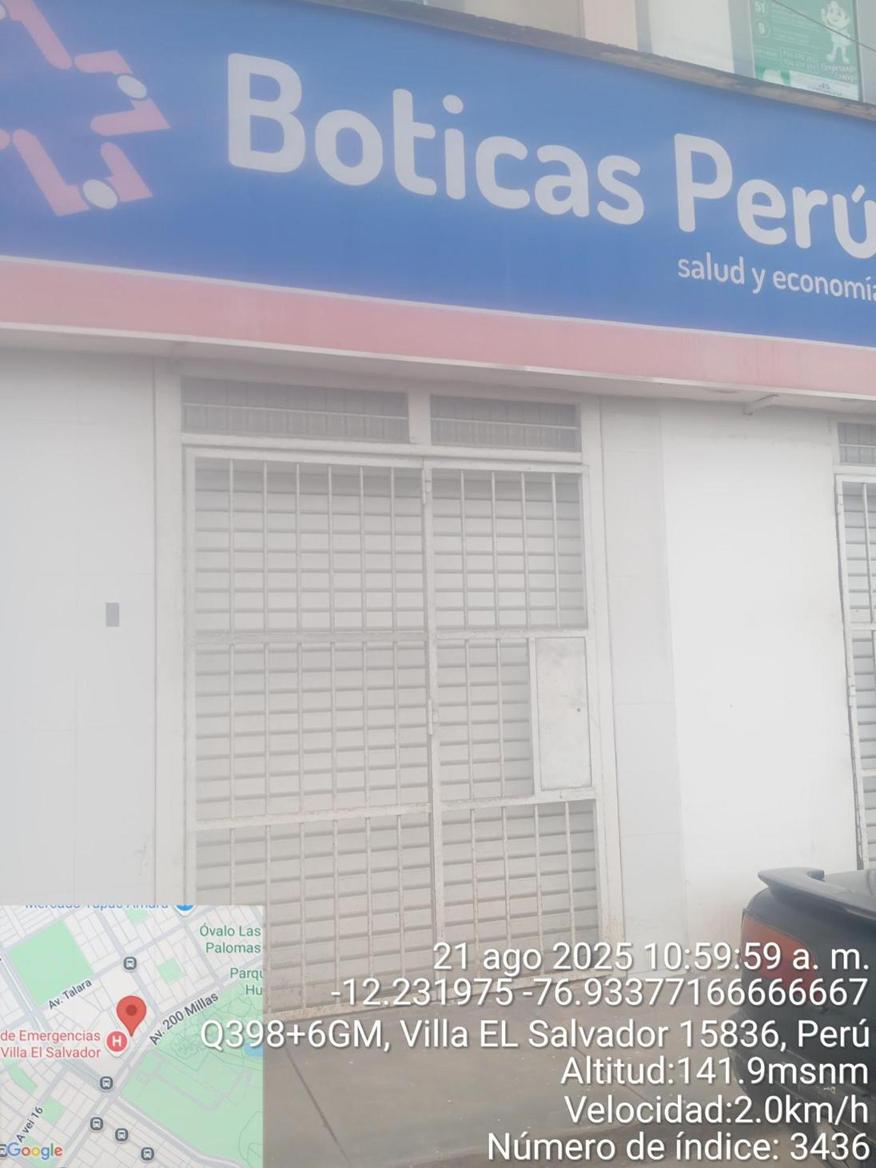 Boticas Perú
salud y economía
51
9
21 ago 2025 10:59:59 a. m.
-12.231975 -76.93377166666667
Q398+6GM, Villa EL Salvador 15836, Perú
Altitud:141.9msnm
Velocidad:2.0km/h
Número de índice: 3436
Óvalo Las
Palomas
Av. Talara
Av. 200 Millas
de Emergencias
Villa El Salvador
H
Google